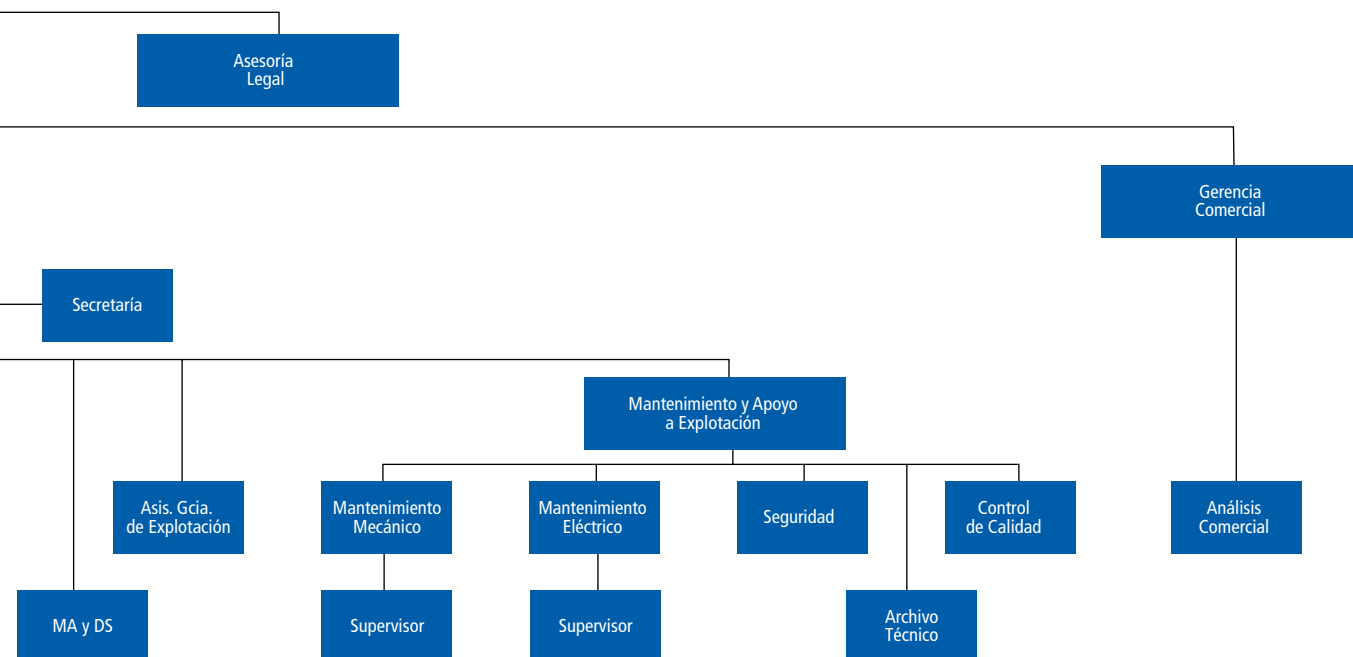 Asesoría
Legal
Gerencia
Comercial
Secretaría
Mantenimiento y Apoyo
a Explotación
Asis. Gcia.
de Explotación
Mantenimiento
Mecánico
Mantenimiento
Eléctrico
Seguridad
Control
de Calidad
Análisis
Comercial
MA y DS
Supervisor
Supervisor
Archivo
Técnico